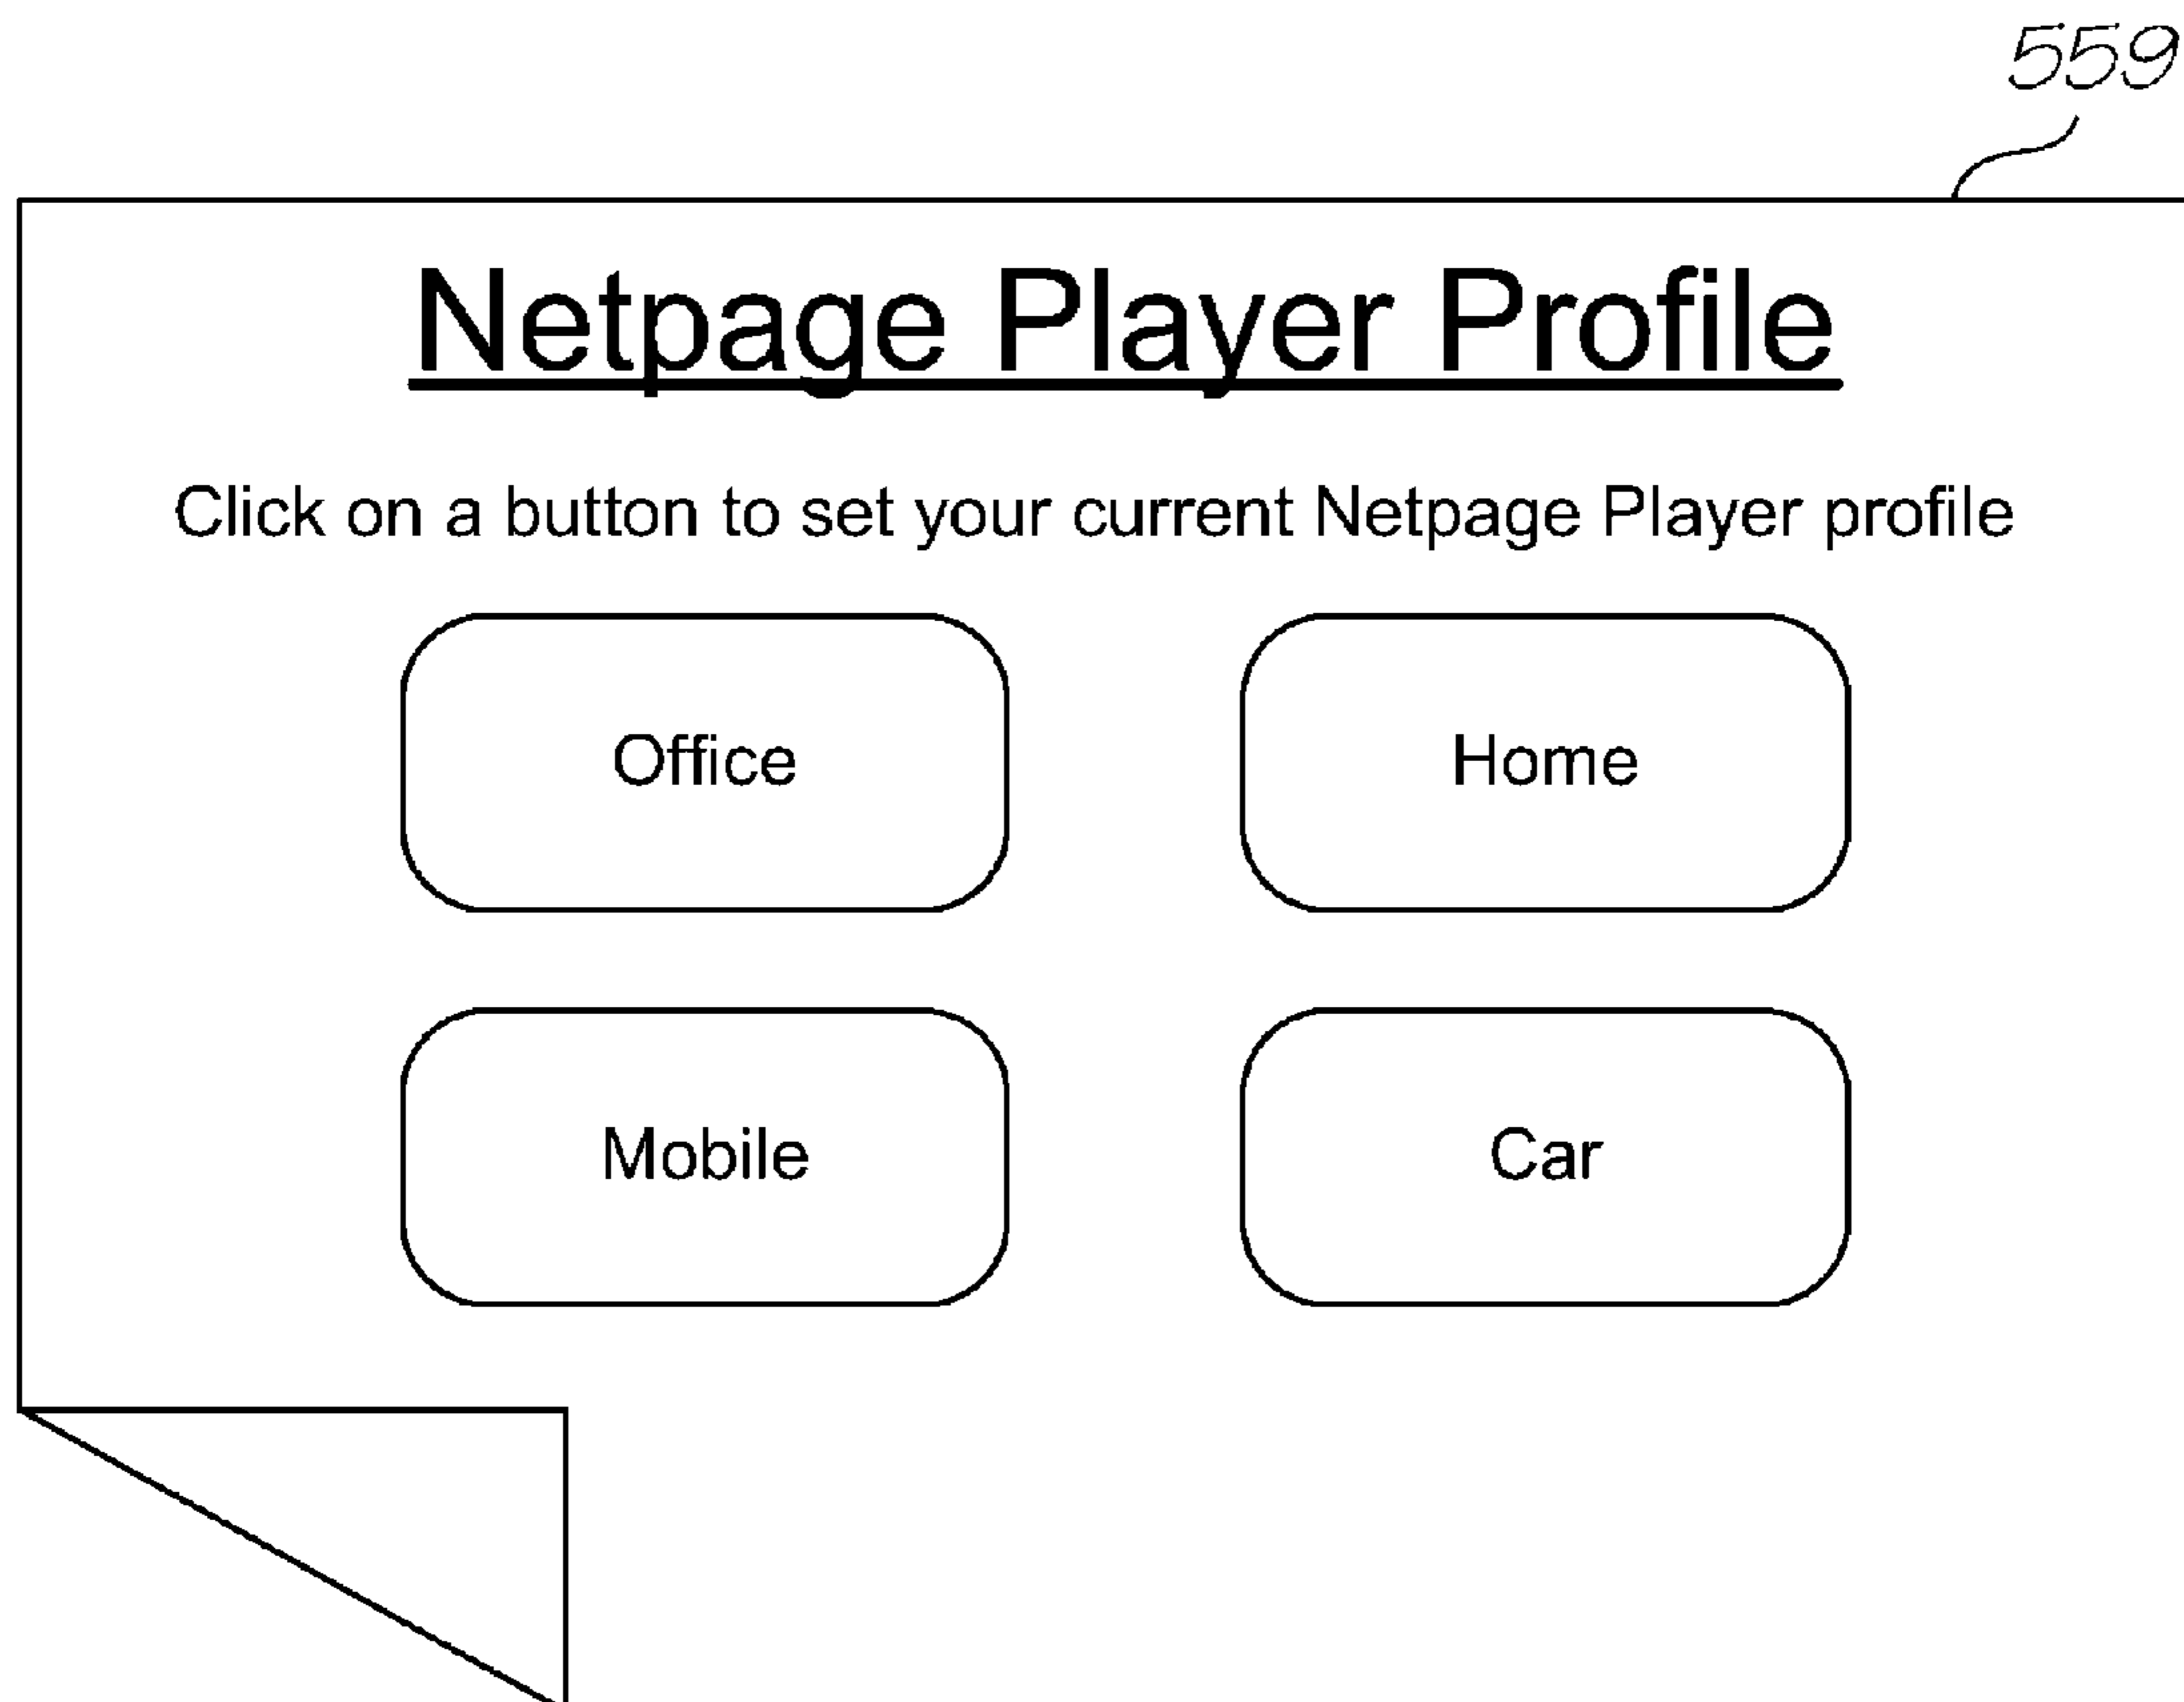 559
Netpage Player Profile
Click on a button to set your current Netpage Player profile
Office Home
Mobile Car